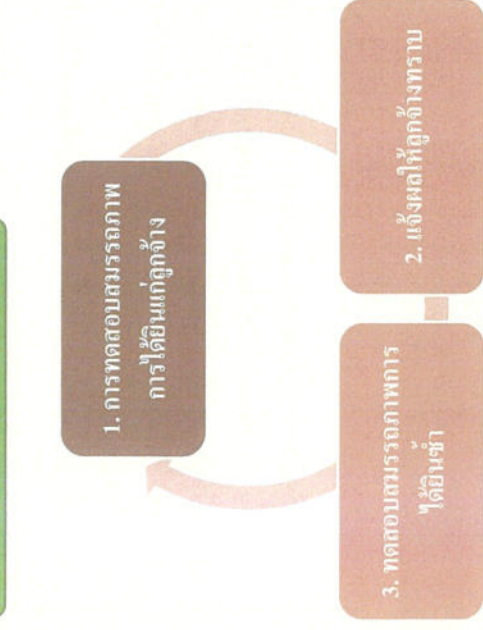 1. การทดสอบสมรรถภาพ
การได้ยินแก่ลูกจ้าง
2. แจ้งผลให้ลูกจ้างทราบ
3. ทดสอบสมรรถภาพการ
ได้ยินซ้ำ